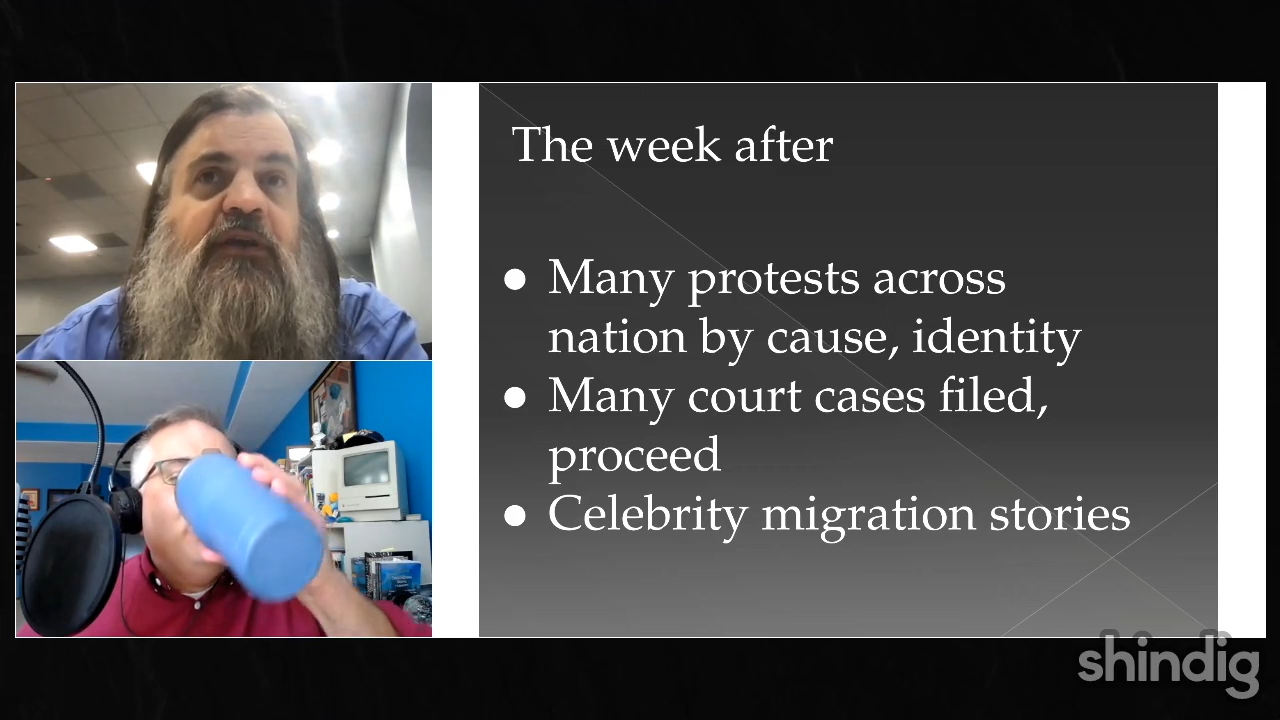 The week after
● Many protests across
nation by cause, identity
● Many court cases filed,
proceed
● Celebrity migration stories
shindig